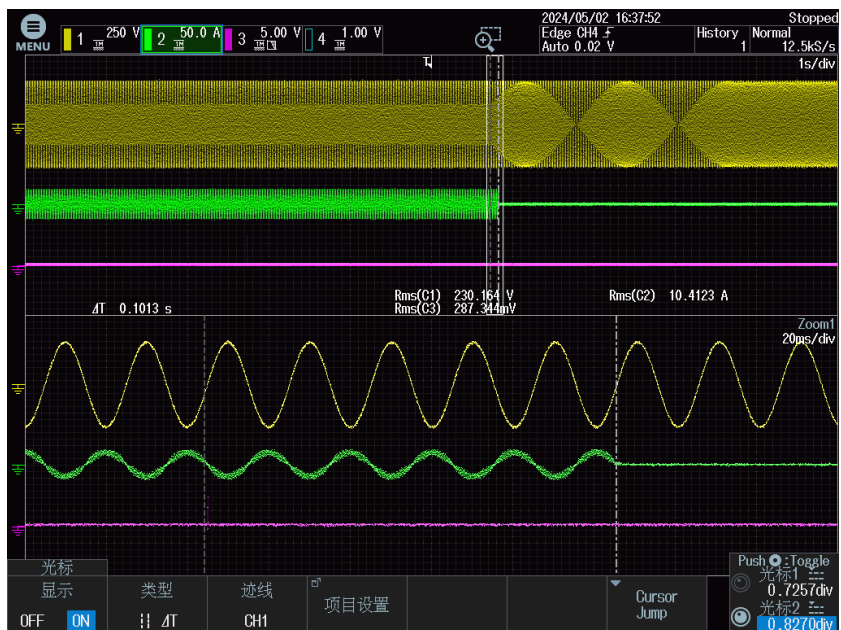 2024/05/02 16:37:52 Stopped
MENU 1 250 V 2 50.0 A 3 5.00 V 4 1.00 V Edge CH4 History Normal
Auto 0.02 V 1 12.5kS/s
T 1s/div
Rms(C1) 230.164 V Rms(C2) 10.4123 A
ΔT 0.1013 s Rms(C3) 287.344mV
Zoom1
20ms/div
光标 Push :Toggle
显示 类型 迹线 项目设置 Cursor Jump 光标1 0.7257div
OFF ON ΔT CH1 光标2 0.8270div